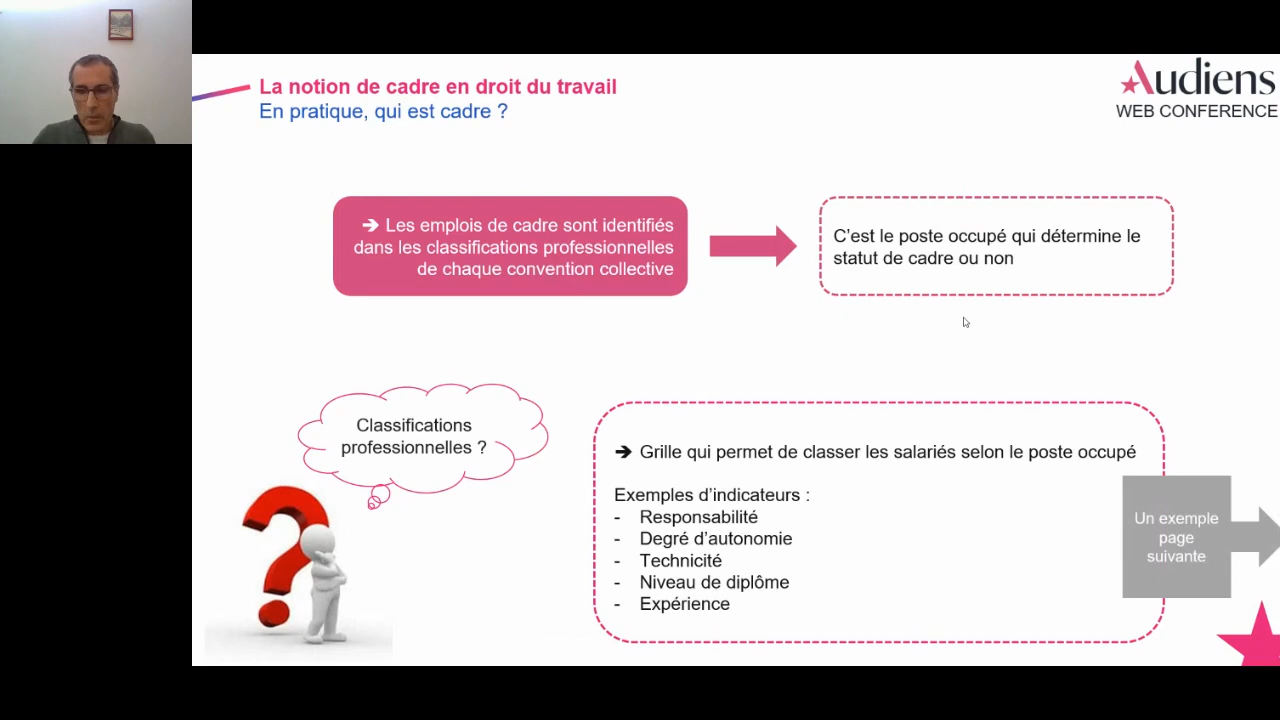 La notion de cadre en droit du travail
En pratique, qui est cadre ?
Audiens
WEB CONFERENCE
➔ Les emplois de cadre sont identifiés
dans les classifications professionnelles
de chaque convention collective
C’est le poste occupé qui détermine le
statut de cadre ou non
Classifications
professionnelles ?
➔ Grille qui permet de classer les salariés selon le poste occupé
Exemples d’indicateurs :
- Responsabilité
- Degré d’autonomie
- Technicité
- Niveau de diplôme
- Expérience
Un exemple
page
suivante